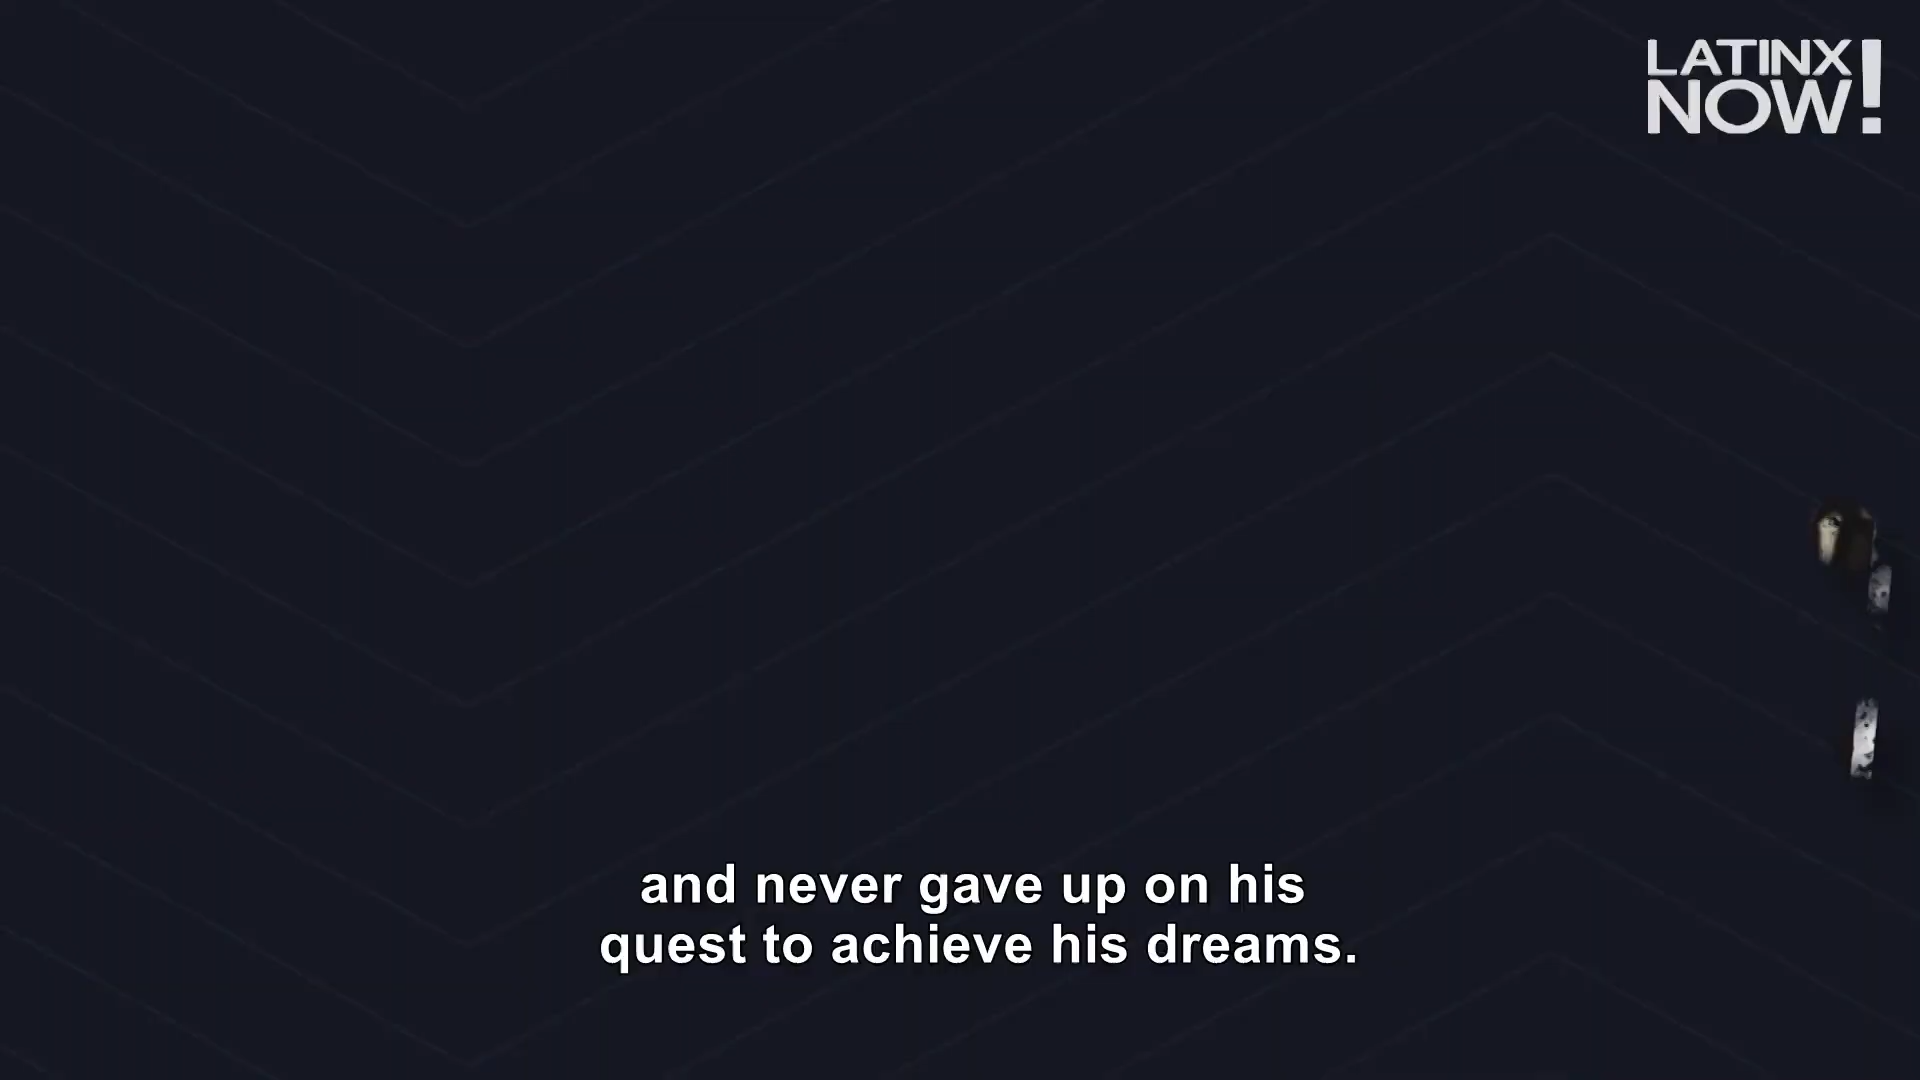 LATINX
NOW!
and never gave up on his
quest to achieve his dreams.